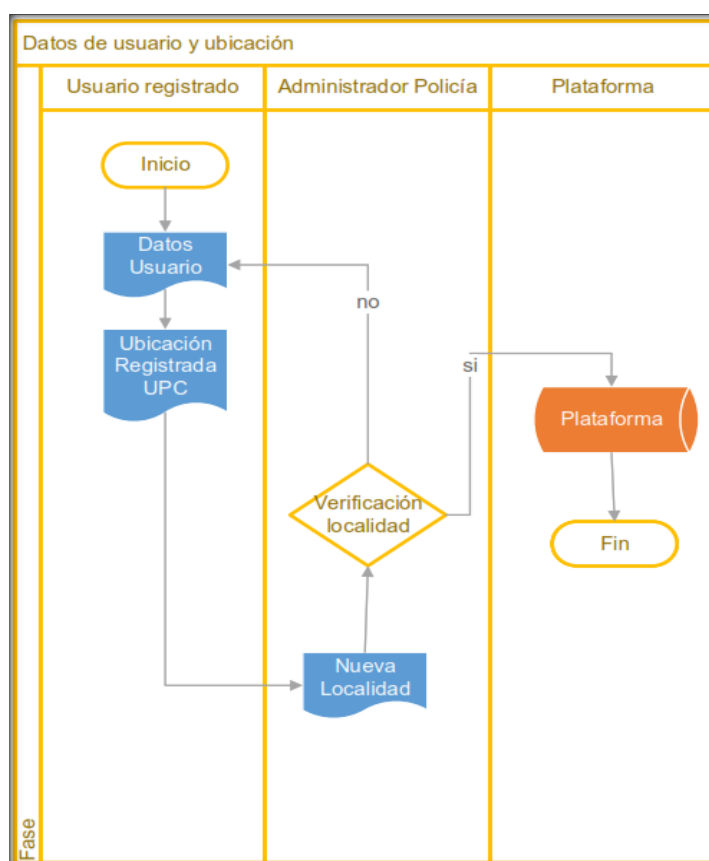 Datos de usuario y ubicación
Usuario registrado
Administrador Policía
Plataforma
Inicio
Datos
Usuario
no
Ubicación
Registrada
UPC
si
Plataforma
Verificación
localidad
Fin
Nueva
Localidad
Fase